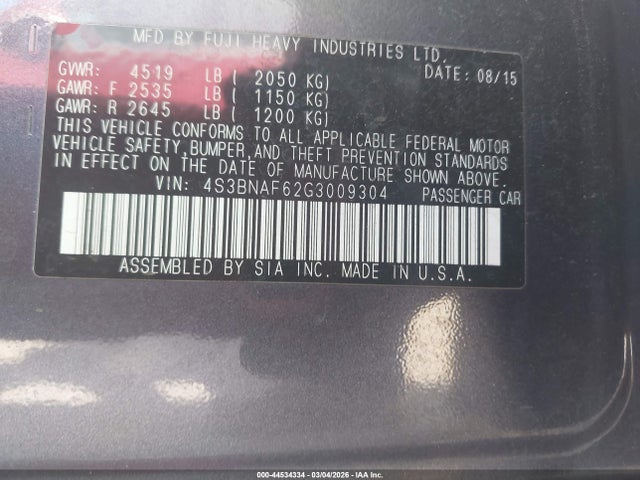 MFD BY FUJI HEAVY INDUSTRIES LTD.
GVWR: 4519 LB ( 2050 KG) DATE: 08/15
GAWR: F 2535 LB ( 1150 KG)
GAWR: R 2645 LB ( 1200 KG)
THIS VEHICLE CONFORMS TO ALL APPLICABLE FEDERAL MOTOR
VEHICLE SAFETY, BUMPER, AND THEFT PREVENTION STANDARDS
IN EFFECT ON THE DATE OF MANUFACTURE SHOWN ABOVE.
VIN: 4S3BNAF62G3009304 PASSENGER CAR
ASSEMBLED BY SIA INC. MADE IN U.S.A.
000-44534334 | 03/04/2026 | IAA Inc.